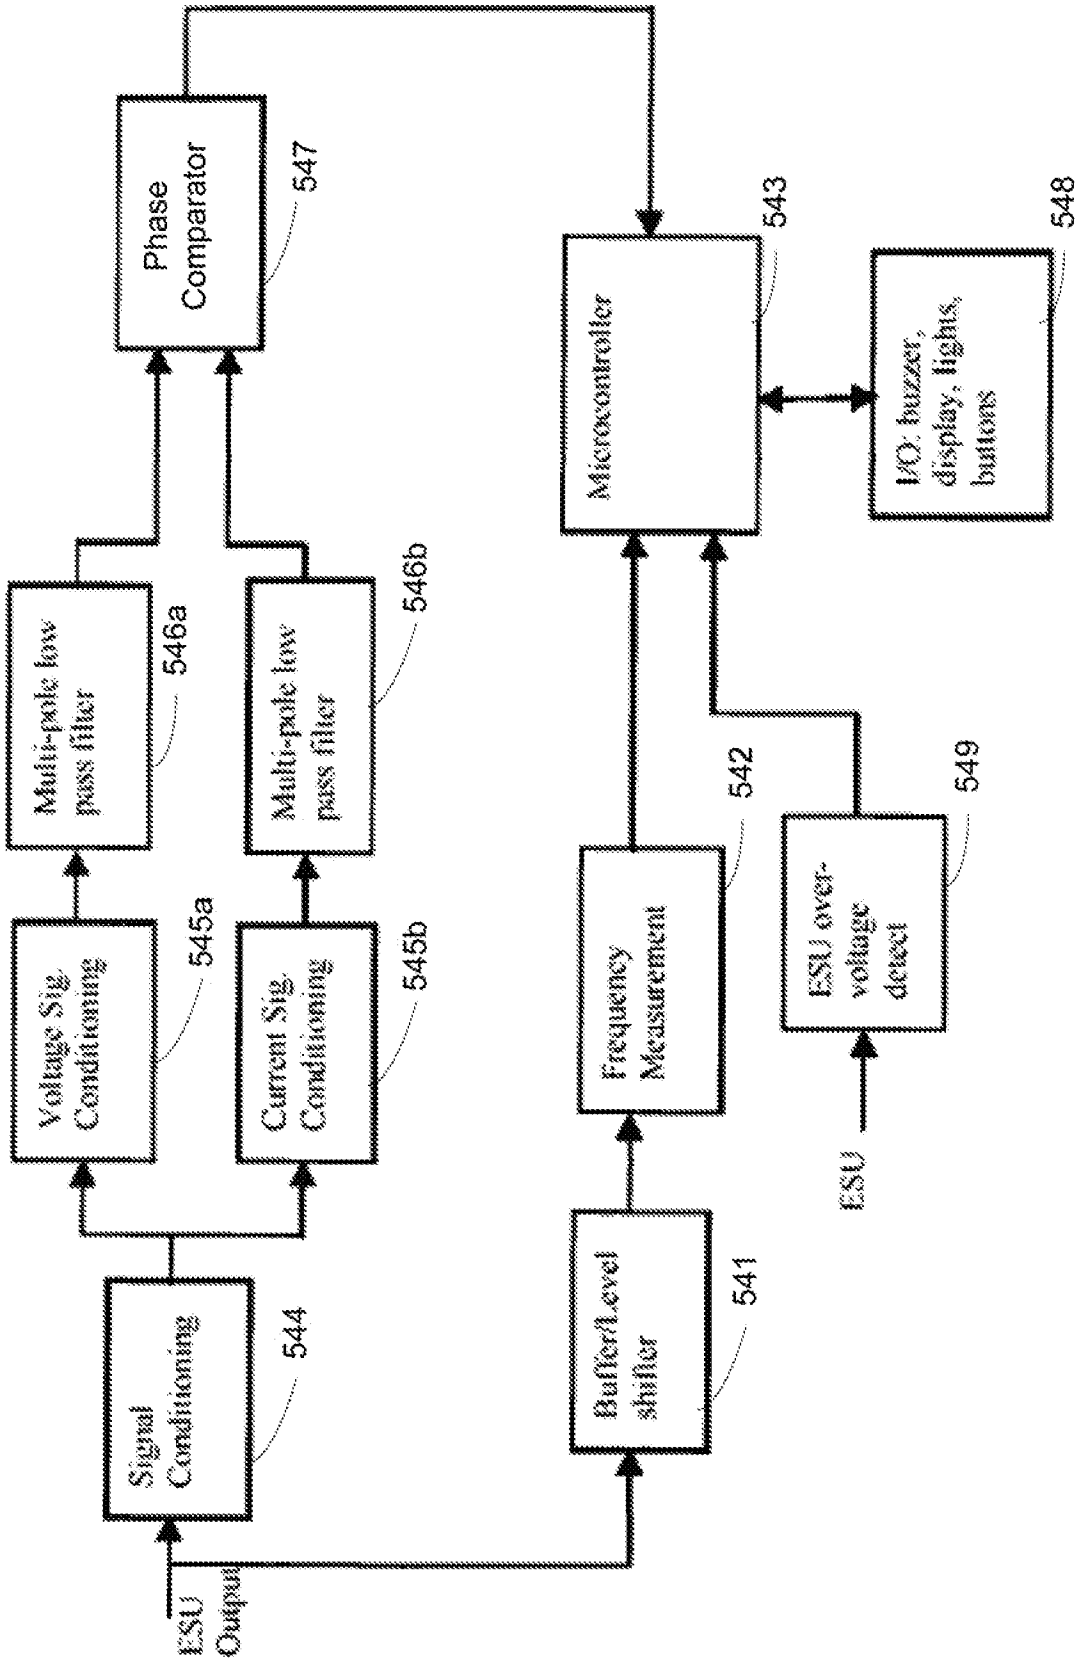 ESU
Output
Signal
Conditioning
544
Voltage Sig.
Conditioning
545a
Multi-pole low
pass filter
546a
Current Sig.
Conditioning
545b
Multi-pole low
pass filter
546b
Phase
Comparator
547
Buffer/Level
shifter
541
Frequency
Measurement
542
Microcontroller
543
ESU
ESU over-
voltage
detect
549
I/O: buzzer,
display, lights,
buttons
548